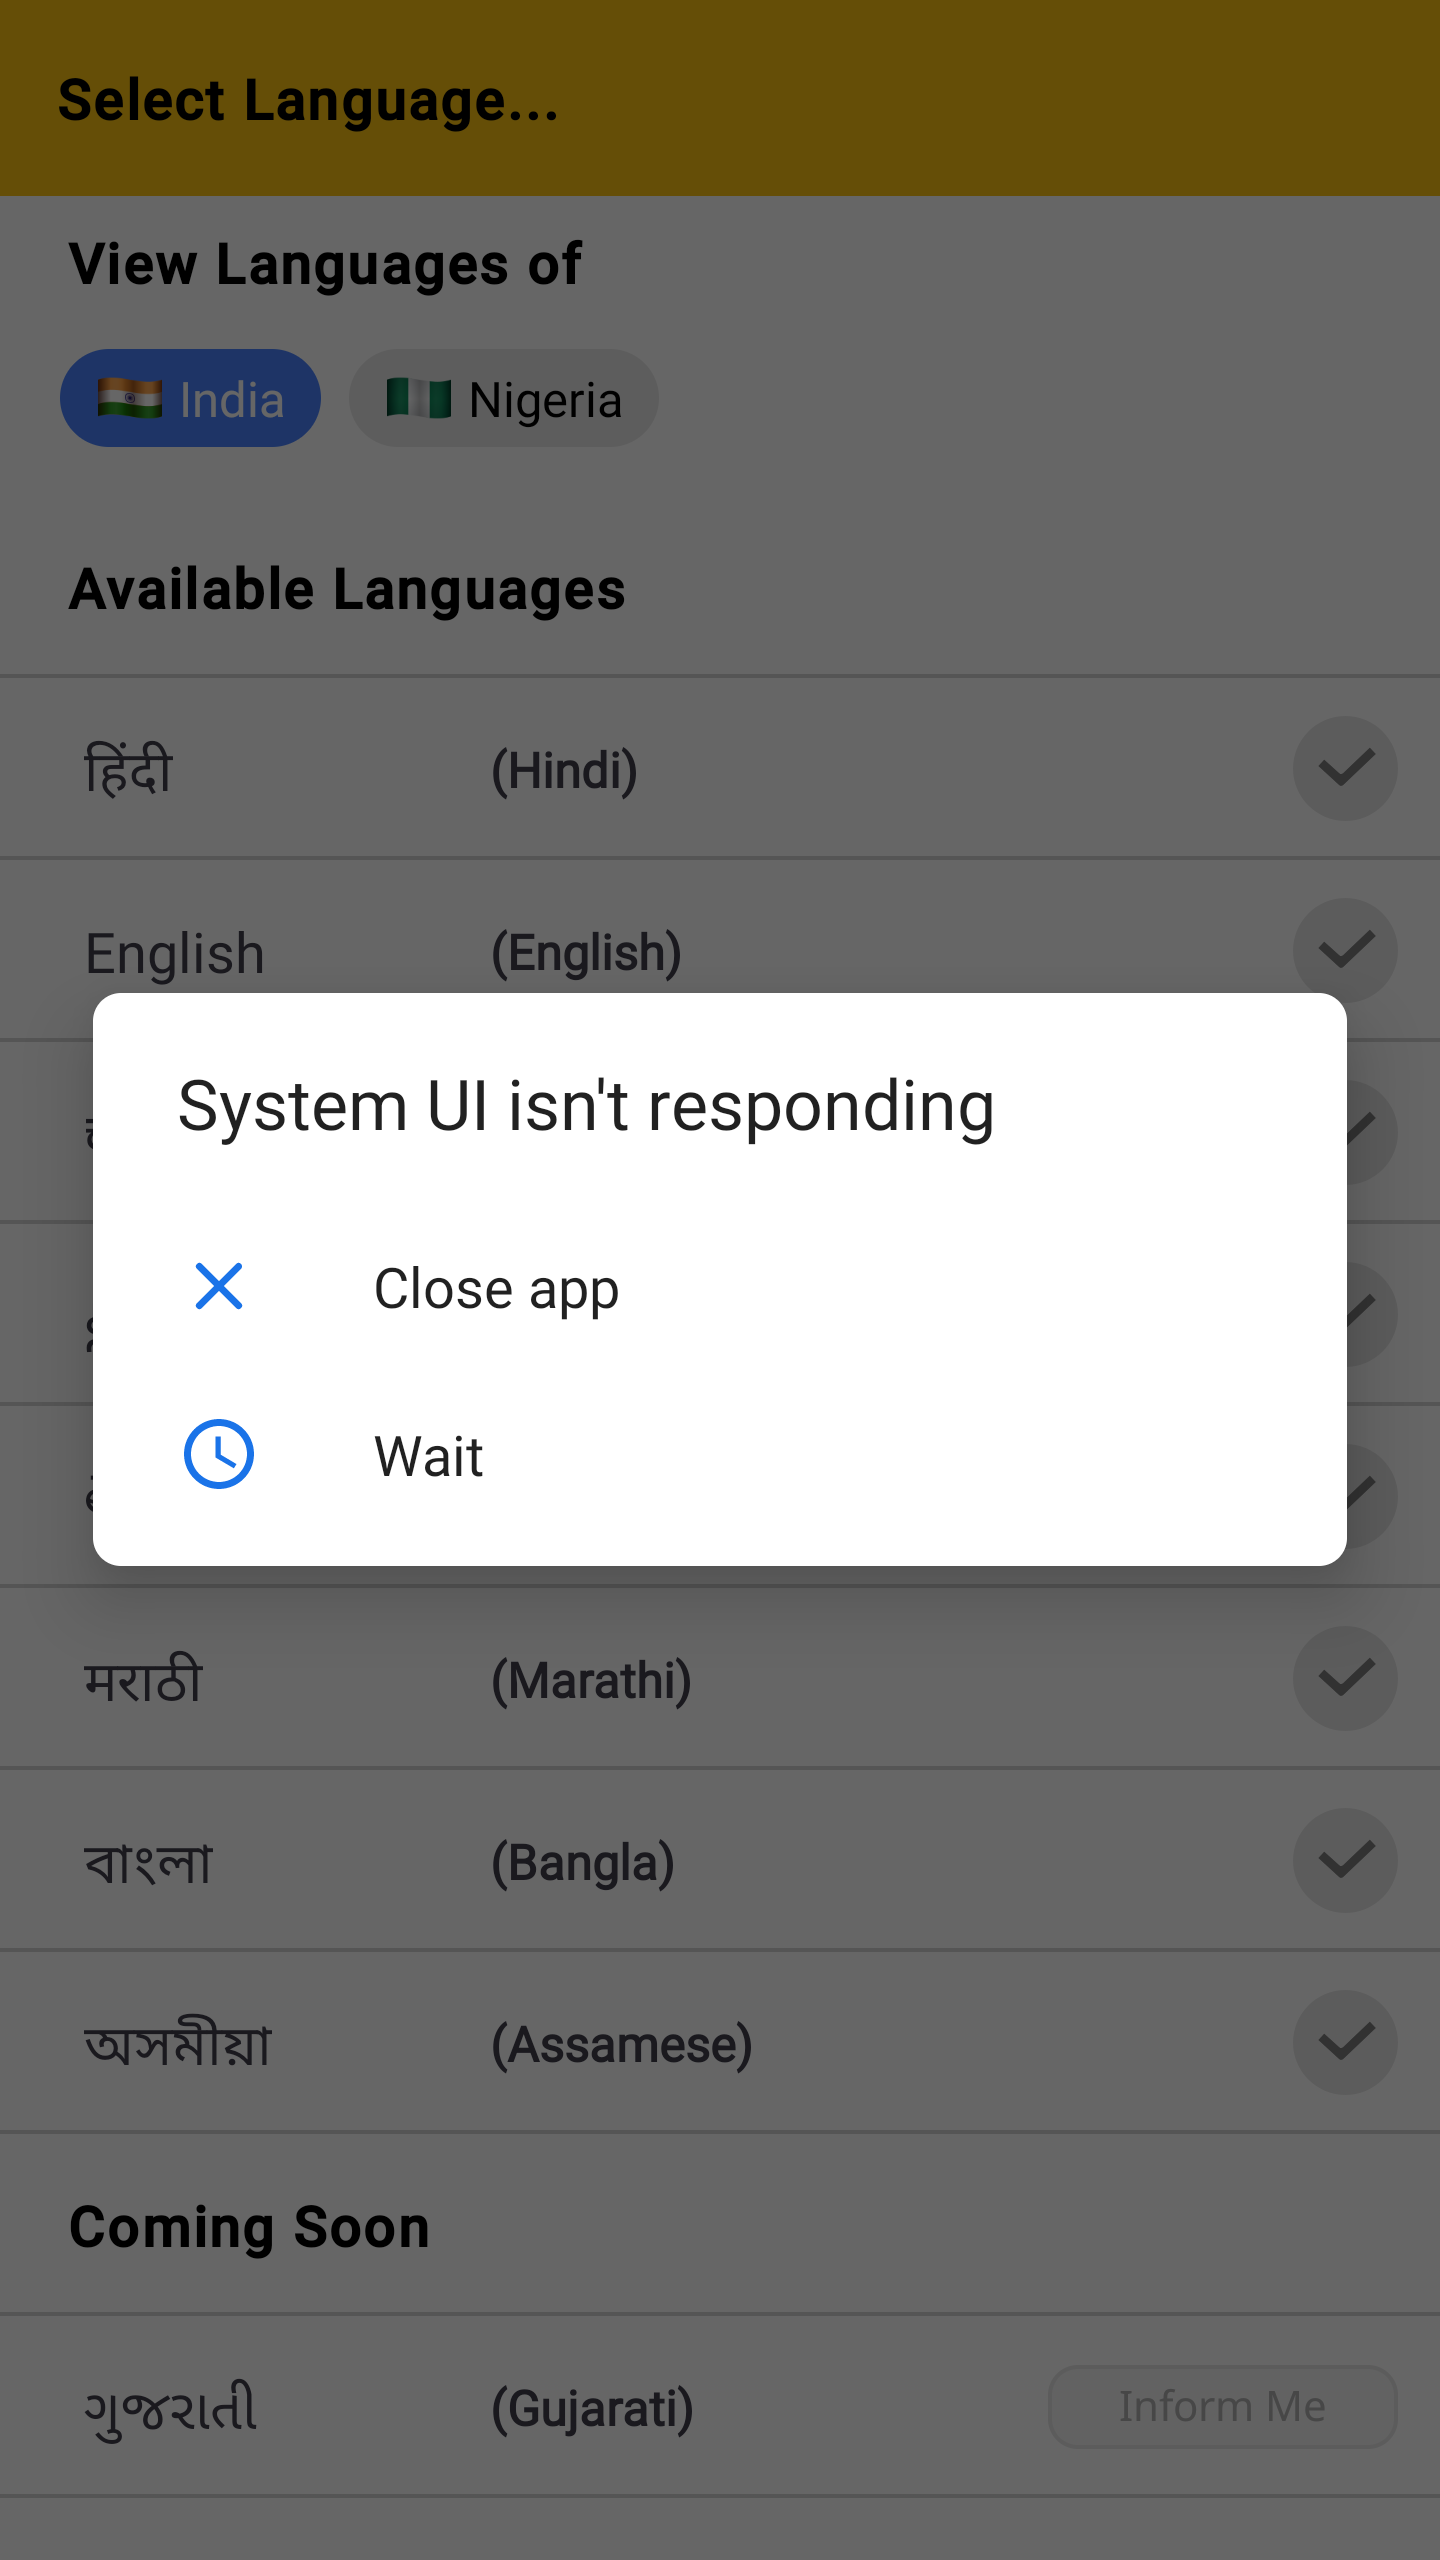 Select Language...
View Languages of
India Nigeria
Available Languages
हिंदी (Hindi)
English (English)
System UI isn't responding
Close app
Wait
मराठी (Marathi)
বাংলা (Bangla)
অসমীয়া (Assamese)
Coming Soon
ગુજરાતી (Gujarati) Inform Me